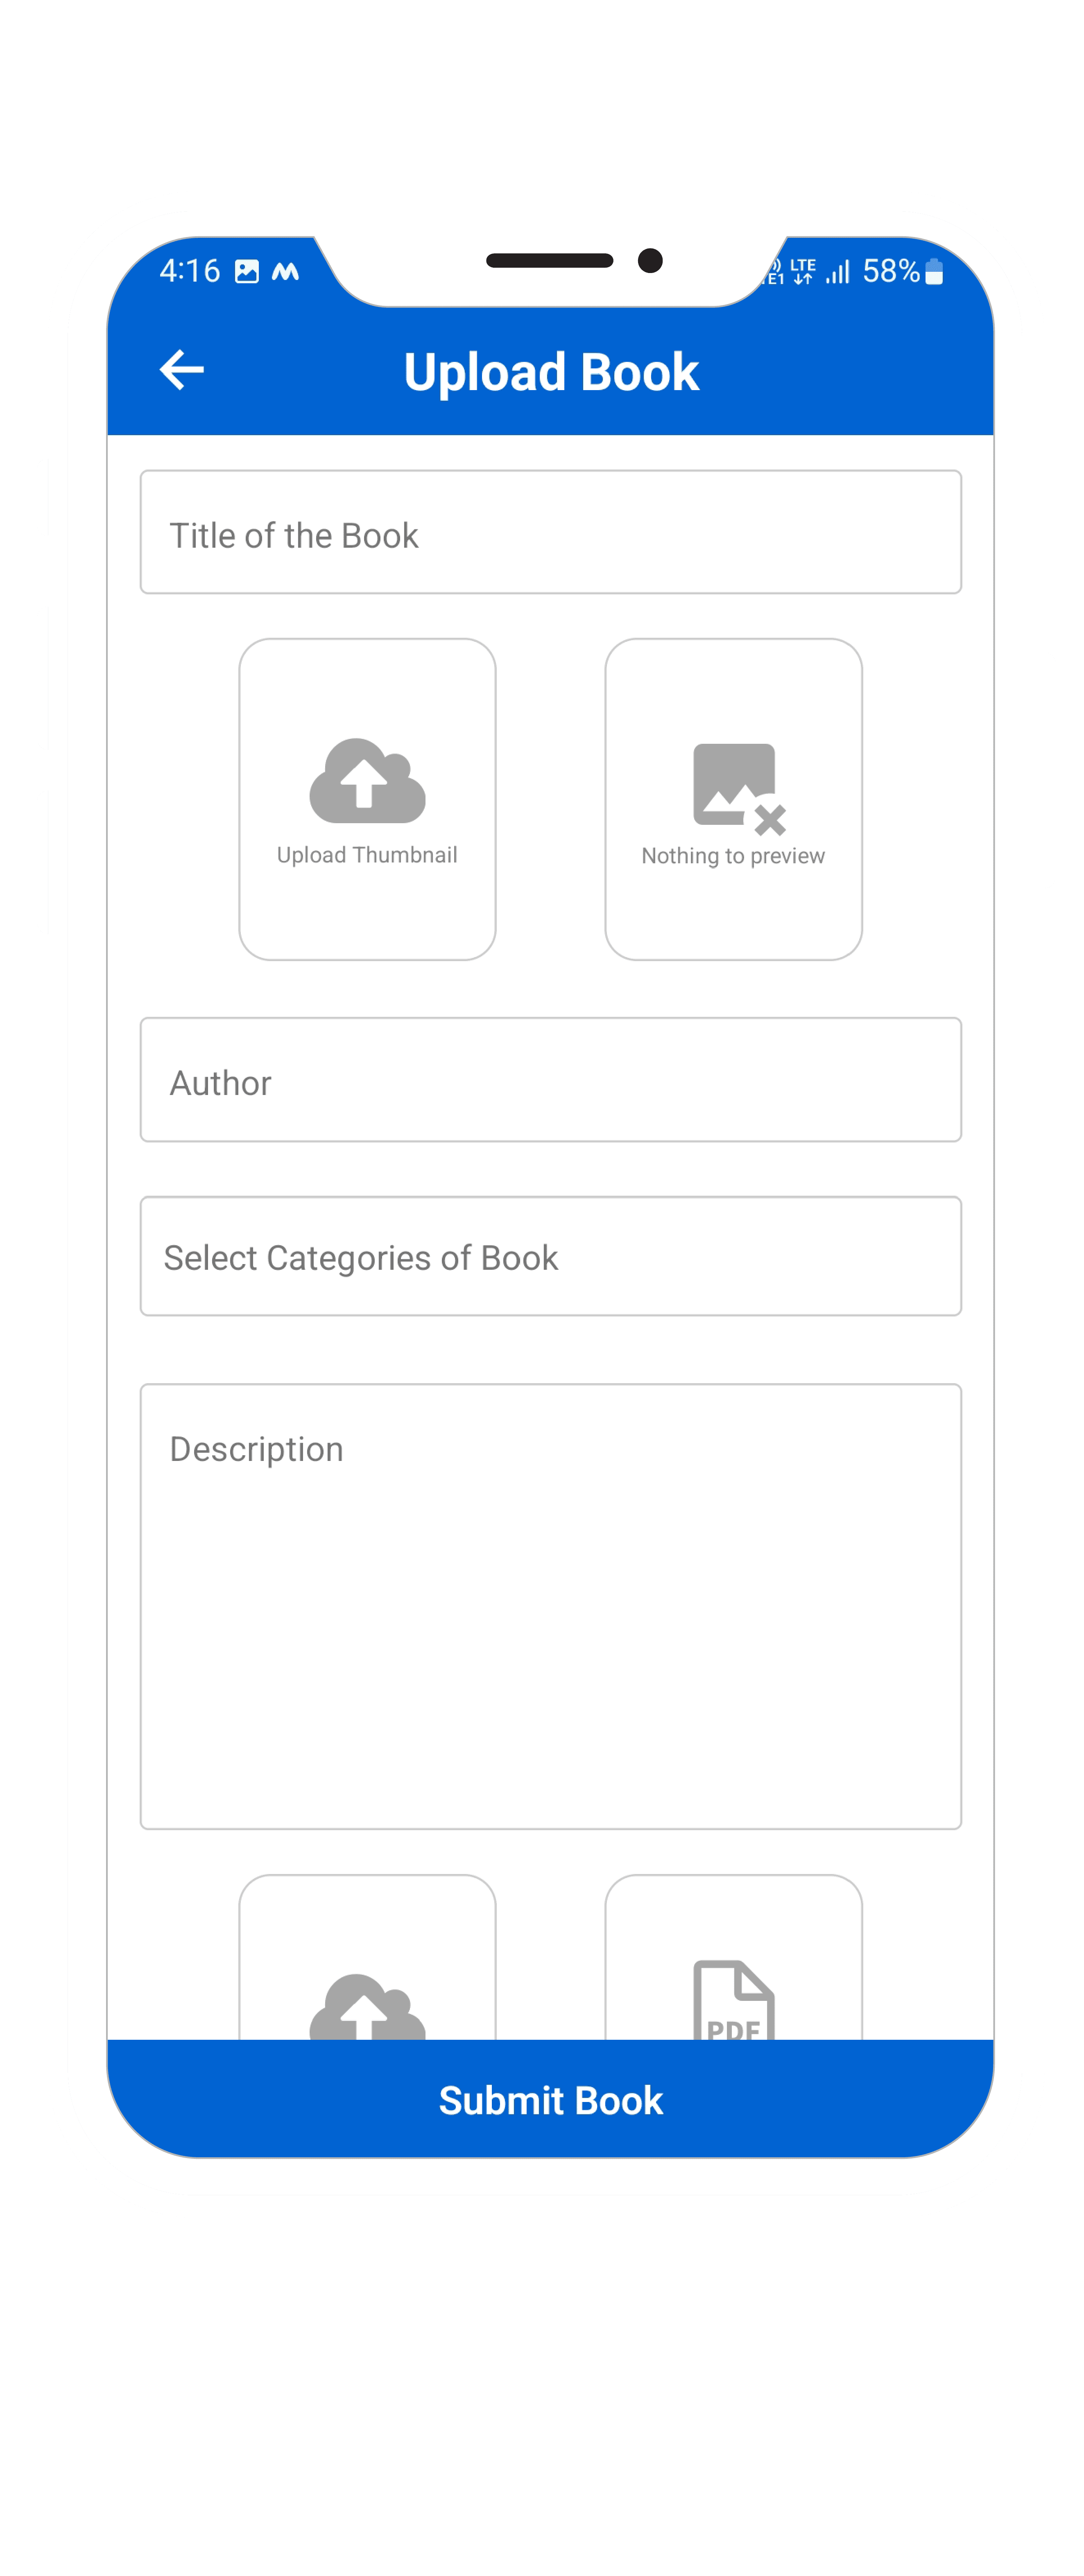 4:16 LTE 58%
Upload Book
Title of the Book
Upload Thumbnail
Nothing to preview
Author
Select Categories of Book
Description
PDF
Submit Book